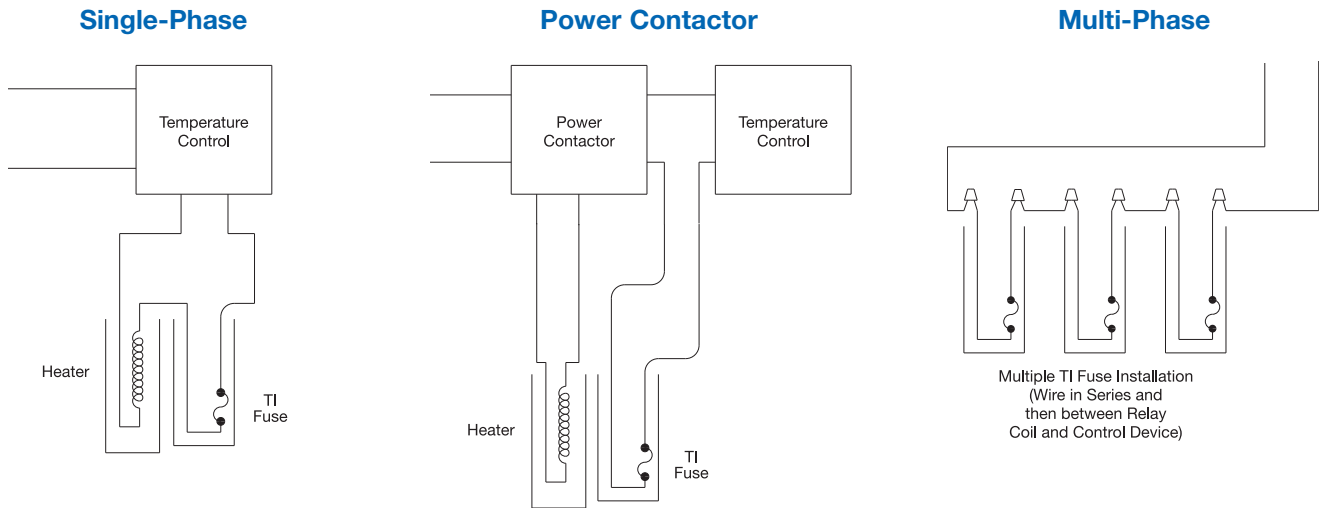 Single-Phase
Temperature
Control
Heater
TI
Fuse
Power Contactor
Power
Contactor
Temperature
Control
Heater
TI
Fuse
Multi-Phase
Multiple TI Fuse Installation
(Wire in Series and
then between Relay
Coil and Control Device)